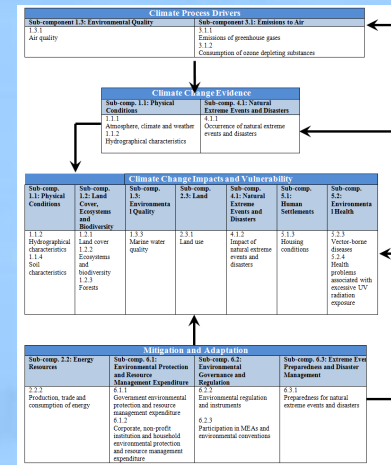 Climate Process Drivers
Sub-component 1.3: Environmental Quality
1.3.1
Air quality
Sub-component 3.1: Emissions to Air
3.1.1
Emissions of greenhouse gases
3.1.2
Consumption of ozone depleting substances
Climate Change Evidence
Sub-comp. 1.1: Physical
Conditions
1.1.1
Atmosphere, climate and weather
1.1.2
Hydrographical characteristics
Sub-comp. 4.1: Natural
Extreme Events and Disasters
4.1.1
Occurrence of natural extreme
events and disasters
Climate Change Impacts and Vulnerability
Sub-comp.
1.1: Physical
Conditions
1.1.2
Hydrographical
characteristics
1.1.4
Soil
characteristics
Sub-comp.
1.2: Land
Cover,
Ecosystems
and
Biodiversity
1.2.1
Land cover
1.2.2
Ecosystems
and
biodiversity
1.2.3
Forests
Sub-comp.
1.3:
Environmenta
l Quality
1.3.3
Marine water
quality
Sub-comp.
2.3: Land
2.3.1
Land use
Sub-comp.
4.1: Natural
Extreme
Events and
Disasters
4.1.2
Impact of
natural extreme
events and
disasters
Sub-comp.
5.1:
Human
Settlements
5.1.3
Housing
conditions
Sub-comp.
5.2:
Environmenta
l Health
5.2.3
Vector-borne
diseases
5.2.4
Health
problems
associated with
excessive UV
radiation
exposure
Mitigation and Adaptation
Sub-comp. 2.2: Energy
Resources
2.2.2
Production, trade and
consumption of energy
Sub-comp. 6.1:
Environmental Protection
and Resource
Management Expenditure
6.1.1
Government environmental
protection and resource
management expenditure
6.1.2
Corporate, non-profit
institution and household
environmental protection
and resource management
expenditure
Sub-comp. 6.2:
Environmental
Governance and
Regulation
6.2.2
Environmental regulation
and instruments
6.2.3
Participation in MEAs and
environmental conventions
Sub-comp. 6.3: Extreme Even
Preparedness and Disaster
Management
6.3.1
Preparedness for natural
extreme events and disasters